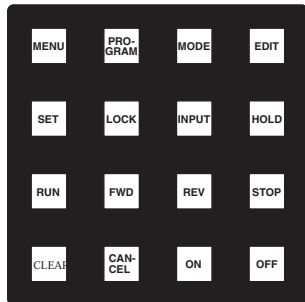 MENU PRO- MODE EDIT
GRAM
SET LOCK INPUT HOLD
RUN FWD REV STOP
CLEAR CAN- ON OFF
CEL